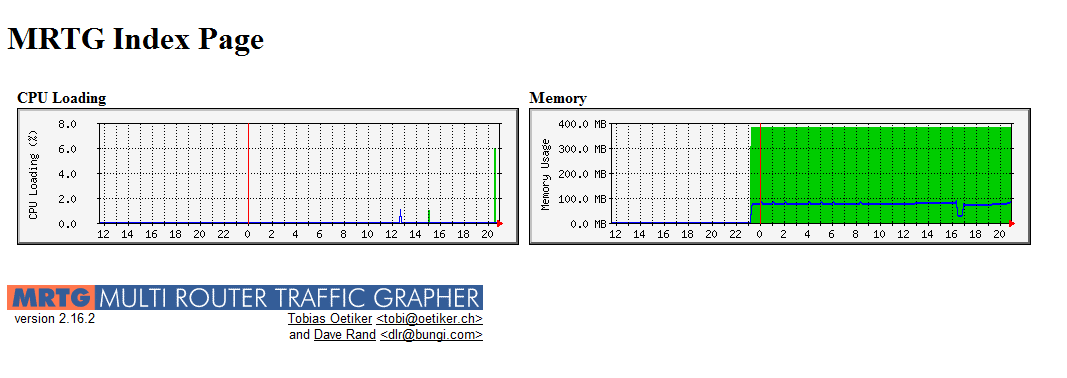 MRTG Index Page
CPU Loading
Memory
CPU Loading (%)
8.0
6.0
4.0
2.0
0.0
12 14 16 18 20 22 0 2 4 6 8 10 12 14 16 18 20
Memory Usage
400.0 MB
300.0 MB
200.0 MB
100.0 MB
0.0 MB
12 14 16 18 20 22 0 2 4 6 8 10 12 14 16 18 20
MRTG MULTI ROUTER TRAFFIC GRAPHER
version 2.16.2
Tobias Oetiker <tobi@oetiker.ch>
and Dave Rand <dlr@bungi.com>